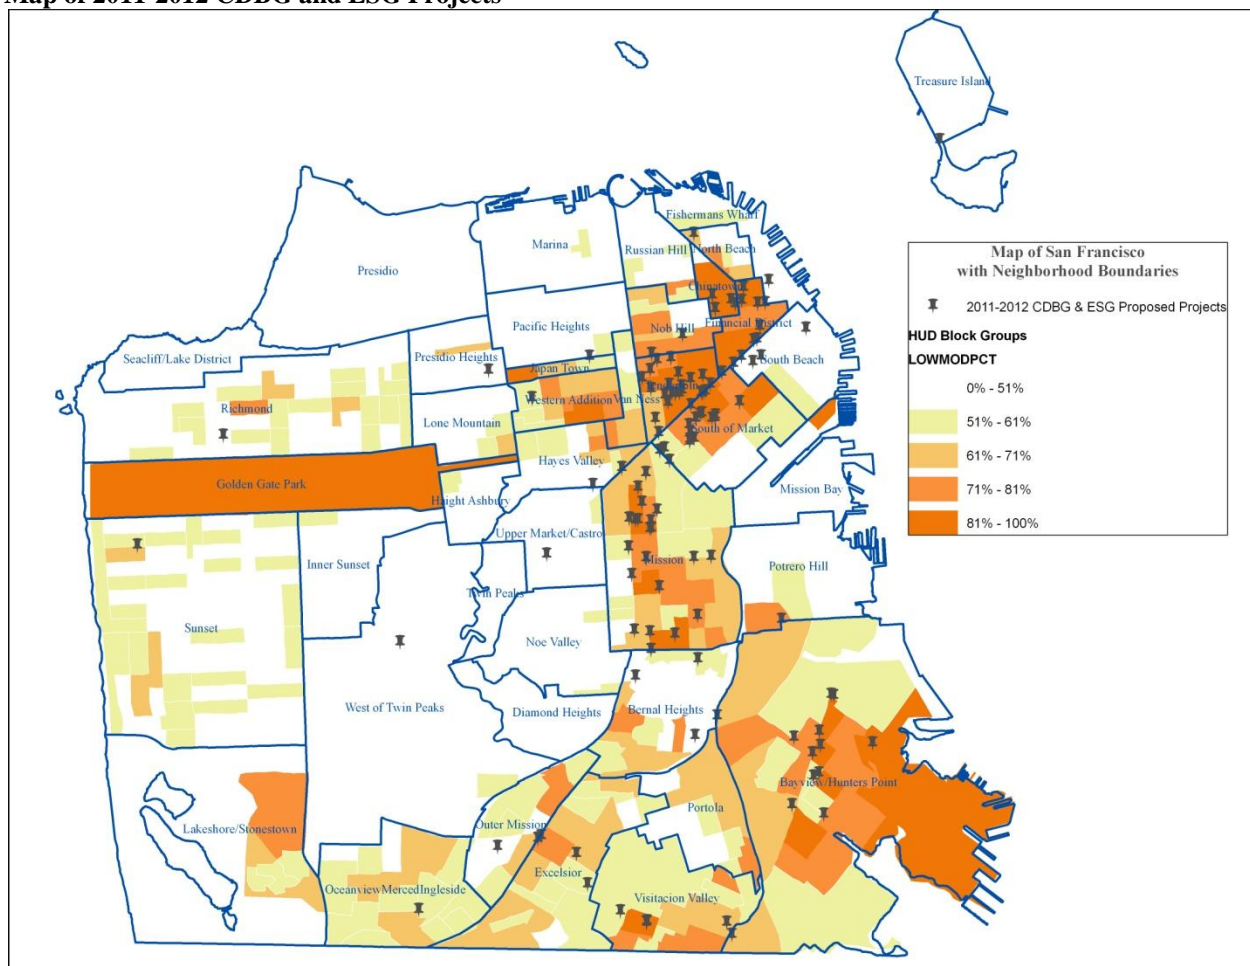 Map of 2011-2012 CDBG and ESG Projects
Treasure Island
Fishermans Wharf
Marina
Russian Hill
North Beach
Presidio
Chinatown
Pacific Heights
Nob Hill
Financial District
Seacliff/Lake District
Presidio Heights
South Beach
Japan Town
Western Addition
Van Ness
Richmond
Lone Mountain
South of Market
Hayes Valley
Golden Gate Park
Haight Ashbury
Mission Bay
Upper Market/Castro
Inner Sunset
Mission
Potrero Hill
Twin Peaks
Sunset
Noe Valley
West of Twin Peaks
Diamond Heights
Bernal Heights
Bayview/Hunters Point
Portola
Lakeshore/Stonestown
Outer Mission
Excelsior
OceanviewMercedIngleside
Visitacion Valley
Map of San Francisco
with Neighborhood Boundaries
2011-2012 CDBG & ESG Proposed Projects
HUD Block Groups
LOWMODPCT
0% - 51%
51% - 61%
61% - 71%
71% - 81%
81% - 100%